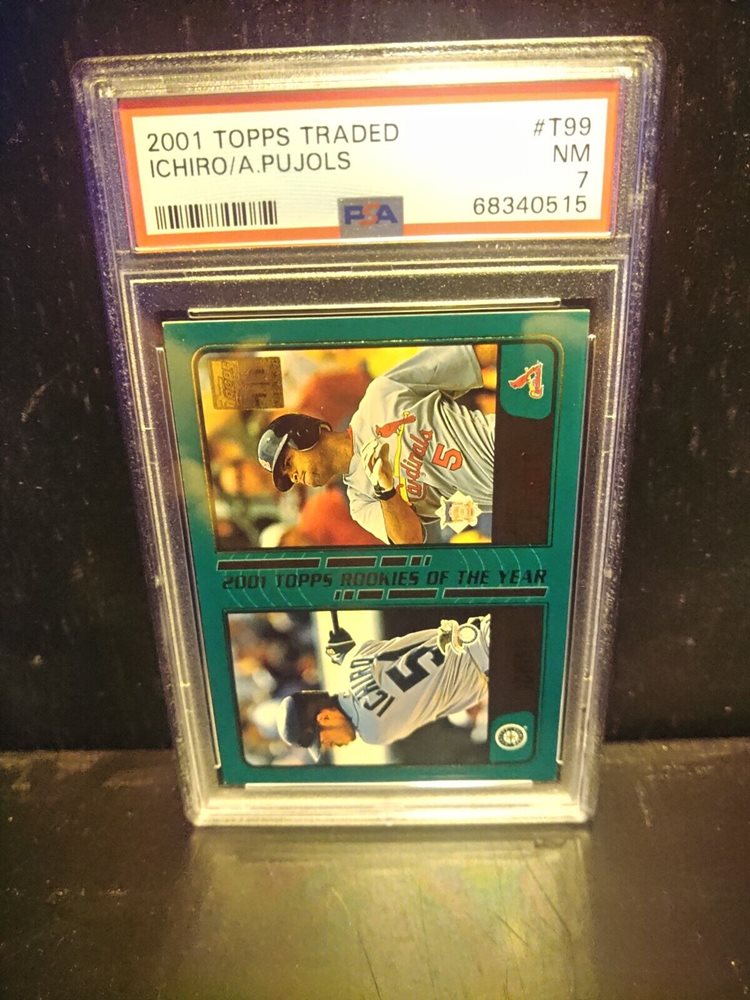 2001 TOPPS TRADED
#T99
ICHIRO/A.PUJOLS
NM
7
PSA
68340515
Topps
Cardinals
5
2001 TOPPS ROOKIES OF THE YEAR
ICHIRO
51